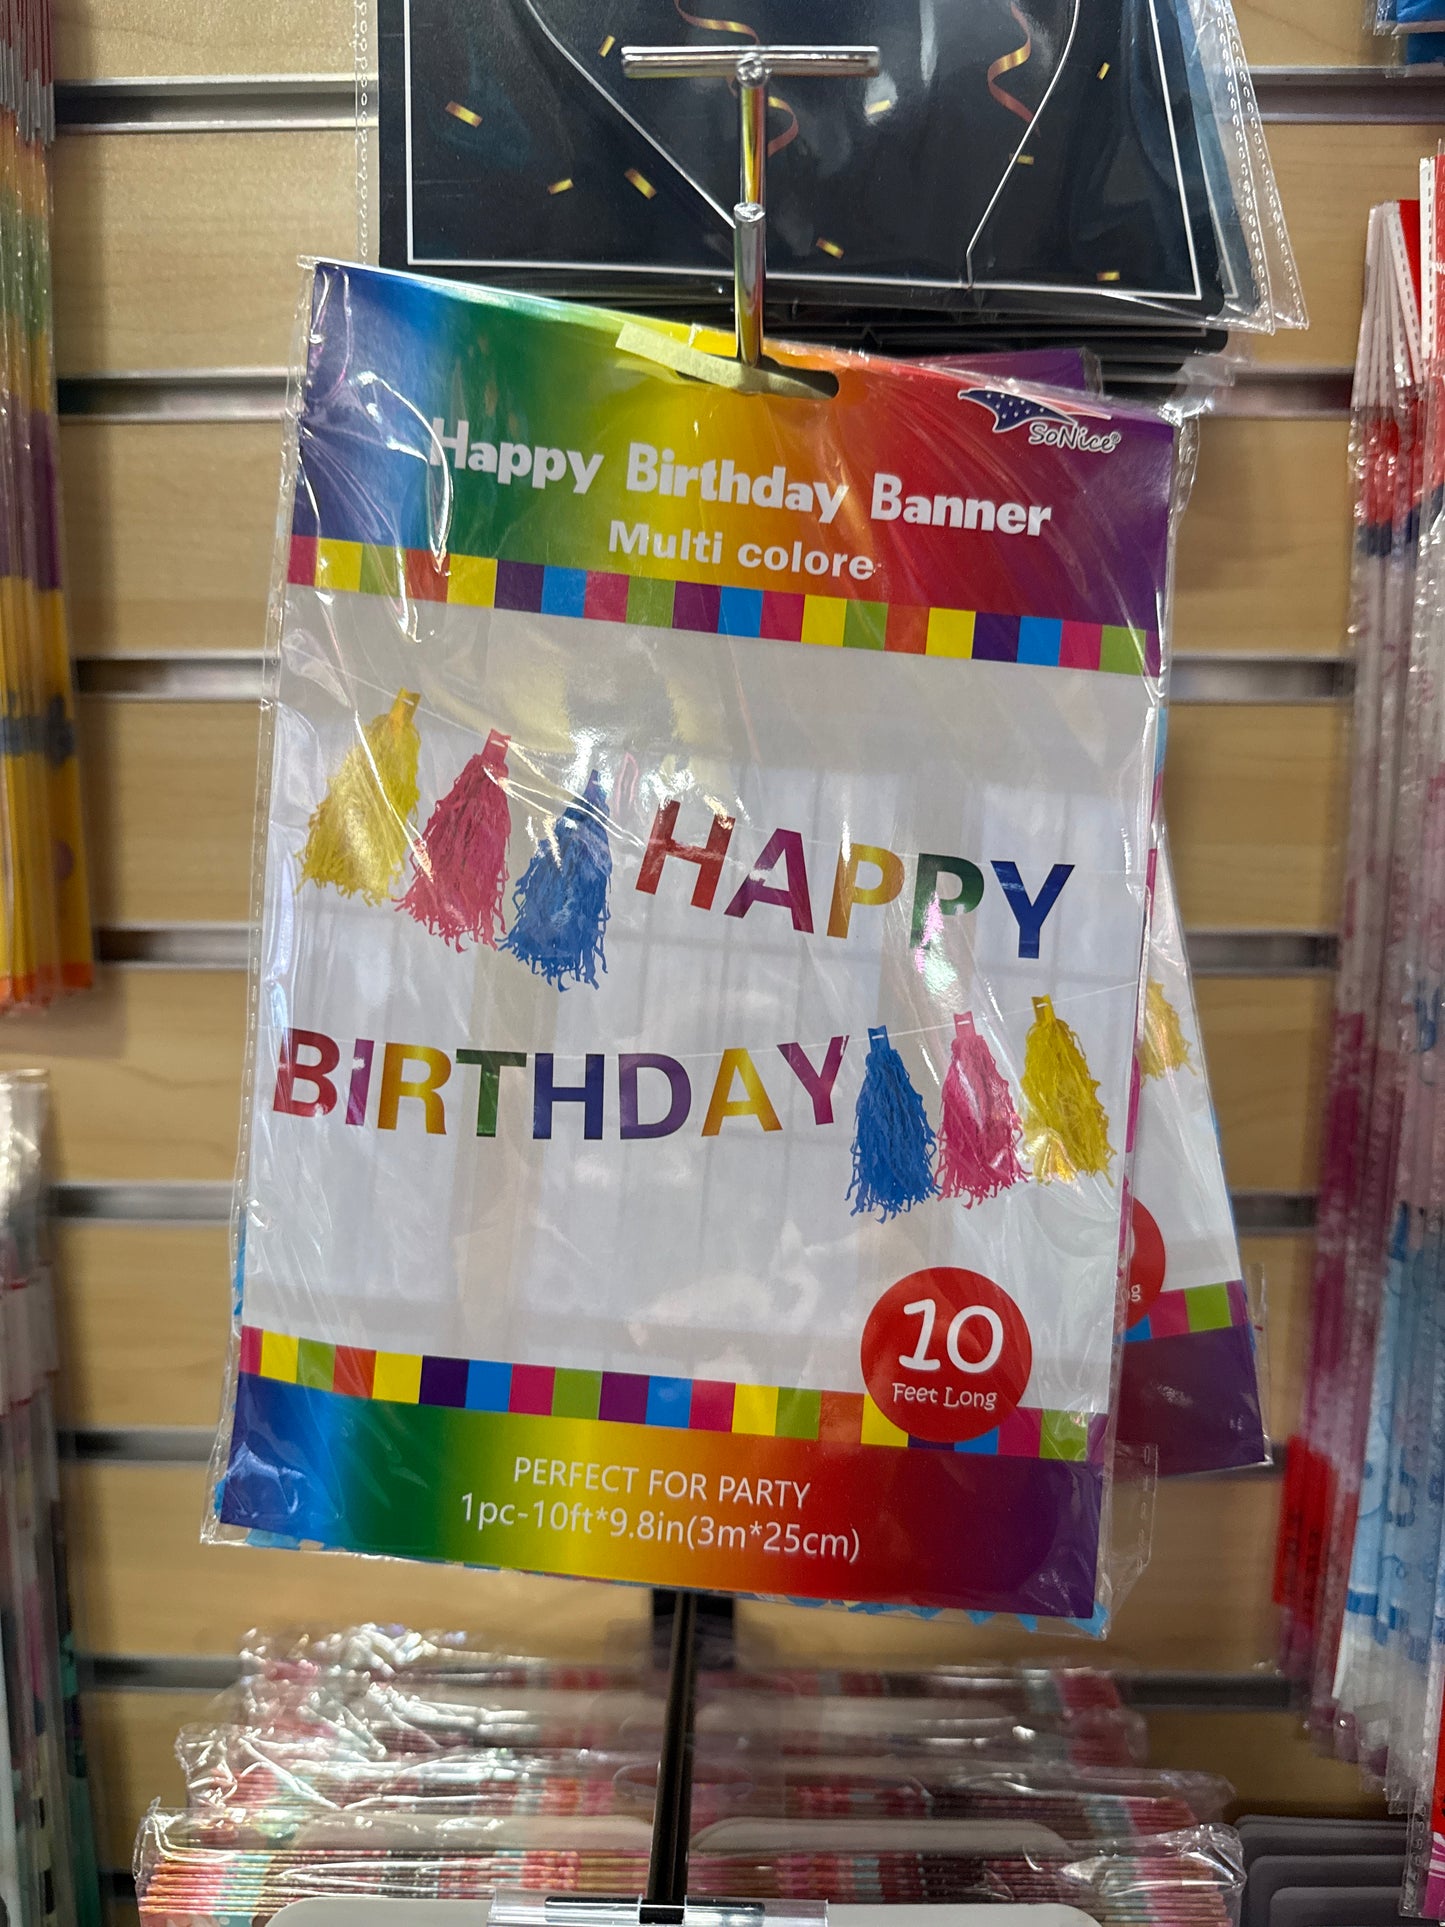 SoNice®
Happy Birthday Banner
Multi colore
HAPPY
BIRTHDAY
10
Feet Long
PERFECT FOR PARTY
1pc-10ft*9.8in(3m*25cm)